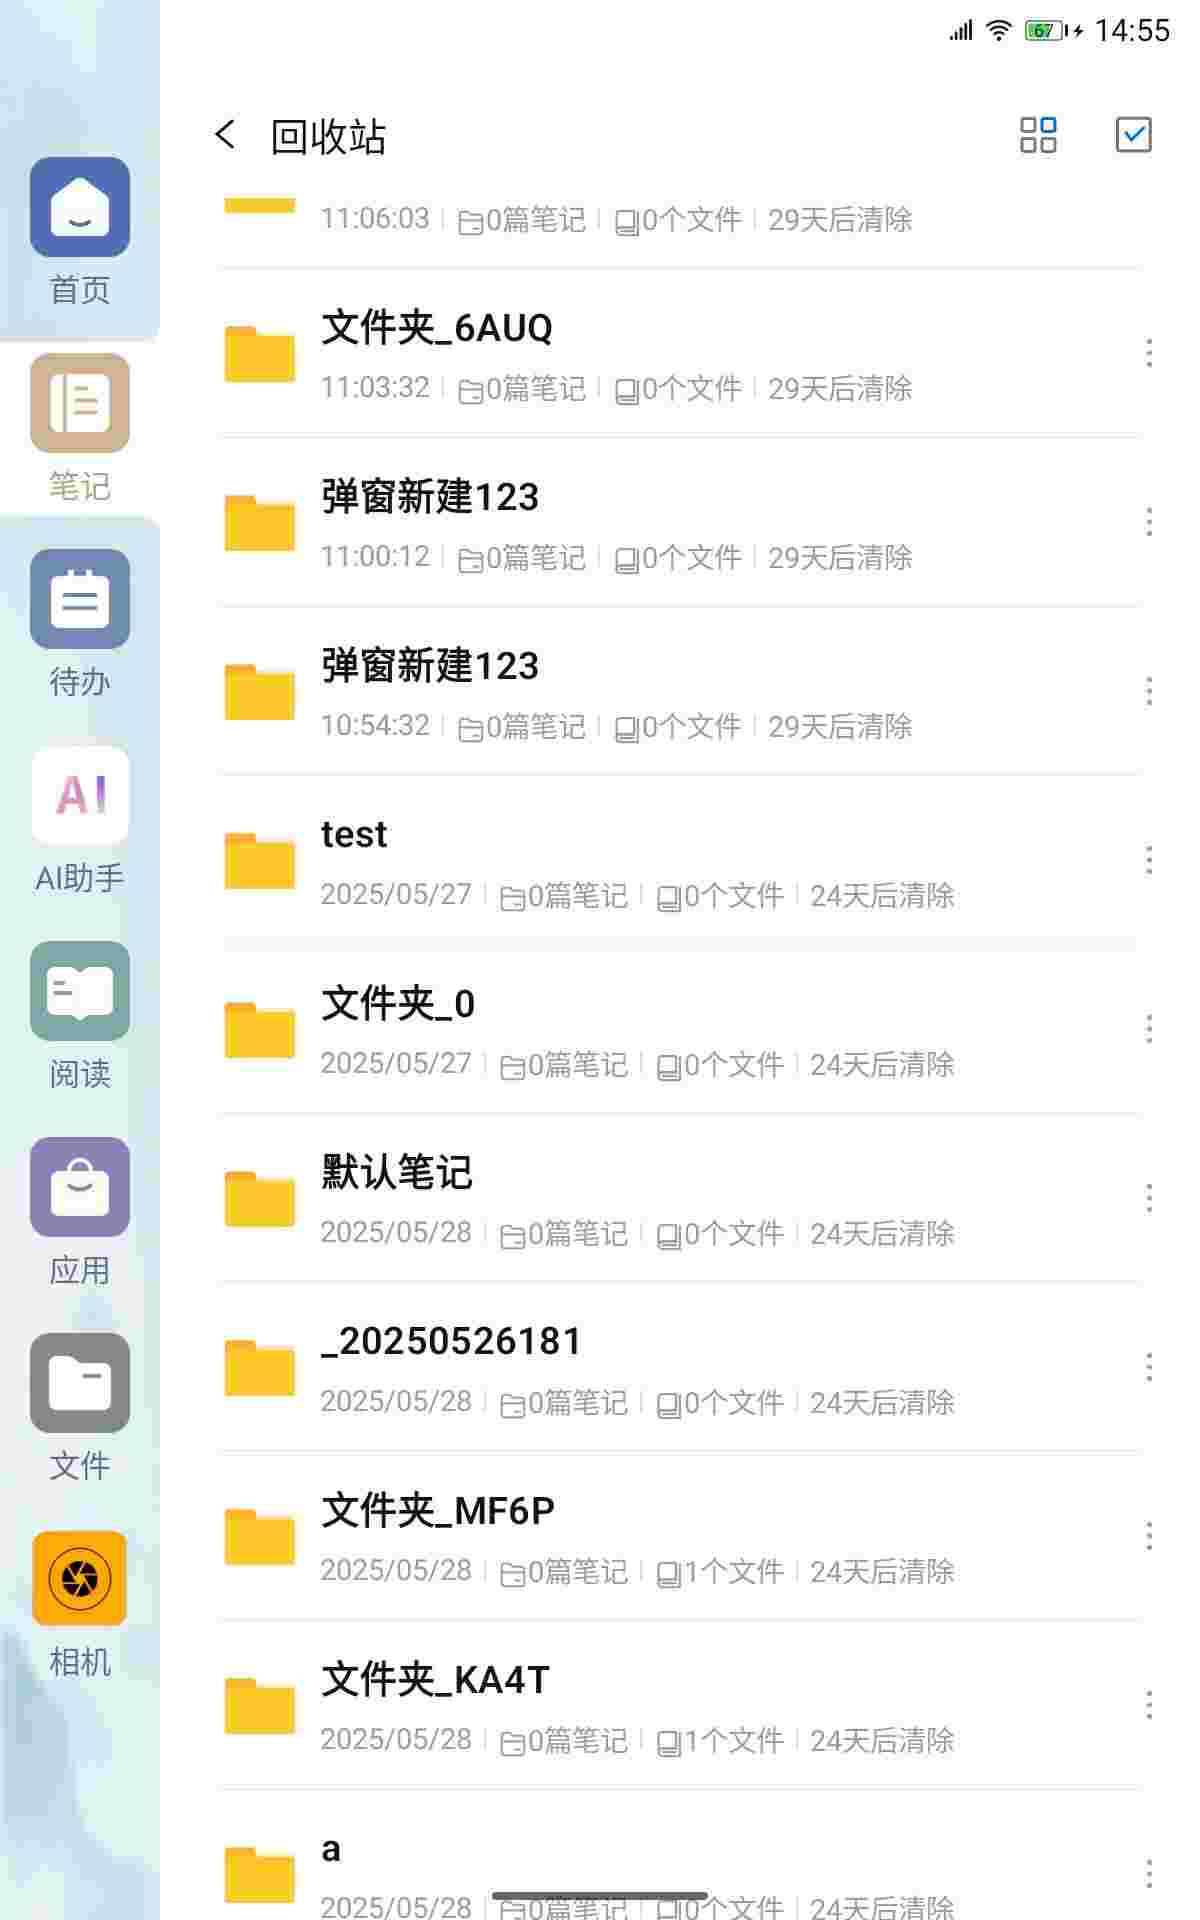 67 14:55
回收站
11:06:03 0篇笔记 0个文件 29天后清除
文件夹_6AUQ
11:03:32 0篇笔记 0个文件 29天后清除
弹窗新建123
11:00:12 0篇笔记 0个文件 29天后清除
弹窗新建123
10:54:32 0篇笔记 0个文件 29天后清除
test
2025/05/27 0篇笔记 0个文件 24天后清除
文件夹_0
2025/05/27 0篇笔记 0个文件 24天后清除
默认笔记
2025/05/28 0篇笔记 0个文件 24天后清除
_20250526181
2025/05/28 0篇笔记 0个文件 24天后清除
文件夹_MF6P
2025/05/28 0篇笔记 1个文件 24天后清除
文件夹_KA4T
2025/05/28 0篇笔记 1个文件 24天后清除
a
2025/05/28 0篇笔记 0个文件 24天后清除
首页
笔记
待办
AI
AI助手
阅读
应用
文件
相机